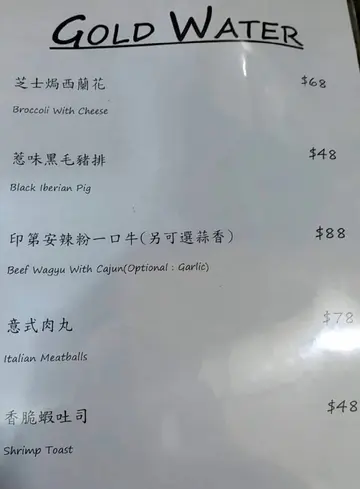 GOLD WATER
芝士焗西蘭花 $68
Broccoli With Cheese
惹味黑毛豬排 $48
Black Iberian Pig
印第安辣粉一口牛(另可選蒜香) $88
Beef Wagyu With Cajun(Optional : Garlic)
意式肉丸 $78
Italian Meatballs
香脆蝦吐司 $48
Shrimp Toast